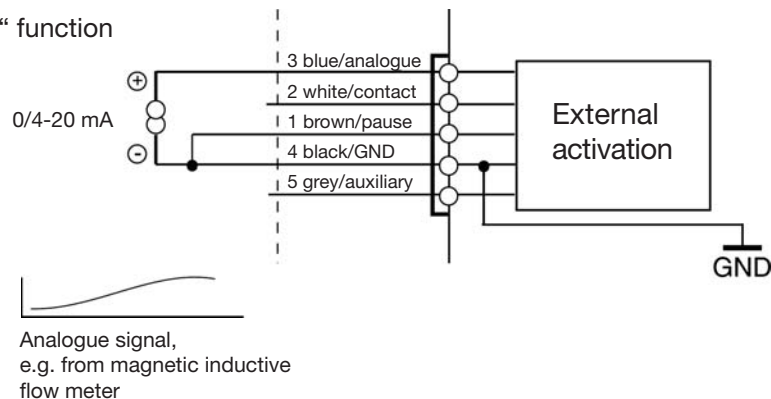 “ function
3 blue/analogue
2 white/contact
0/4-20 mA
1 brown/pause
4 black/GND
5 grey/auxiliary
External
activation
GND
Analogue signal,
e.g. from magnetic inductive
flow meter